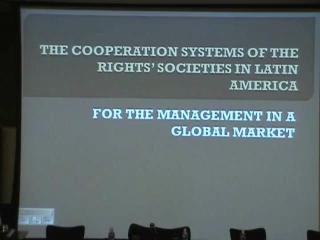 THE COOPERATION SYSTEMS OF THE
RIGHTS' SOCIETIES IN LATIN
AMERICA
FOR THE MANAGEMENT IN A
GLOBAL MARKET